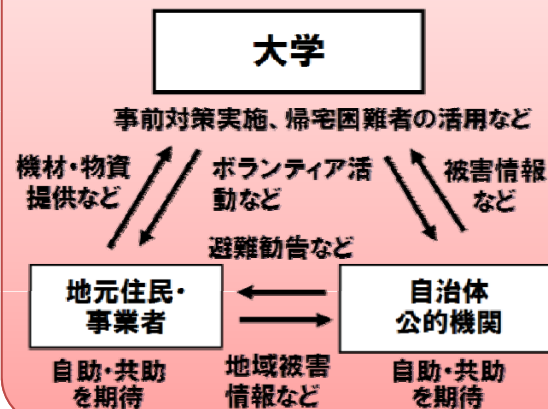 大学
事前対策実施、帰宅困難者の活用など
機材・物資
提供など
ボランティア活
動など
被害情報
など
避難勧告など
地元住民・
事業者
自治体
公的機関
自助・共助
を期待
地域被害
情報など
自助・共助
を期待